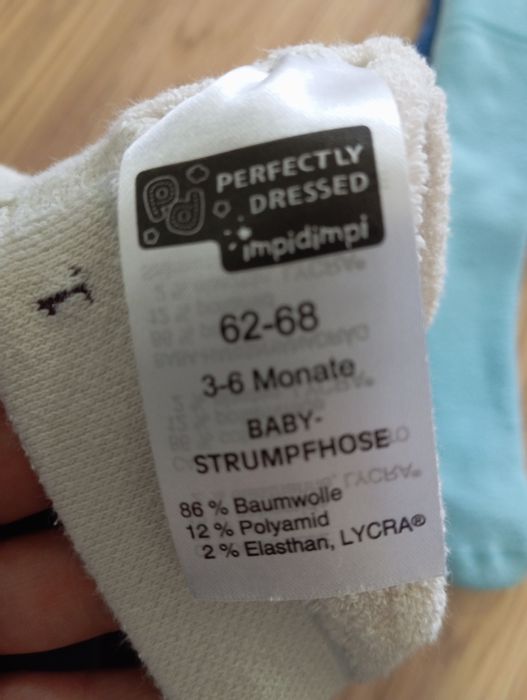 PERFECTLY
DRESSED
impidimpi
62-68
3-6 Monate
BABY-
STRUMPFHOSE
86 % Baumwolle
12 % Polyamid
2 % Elasthan, LYCRA®